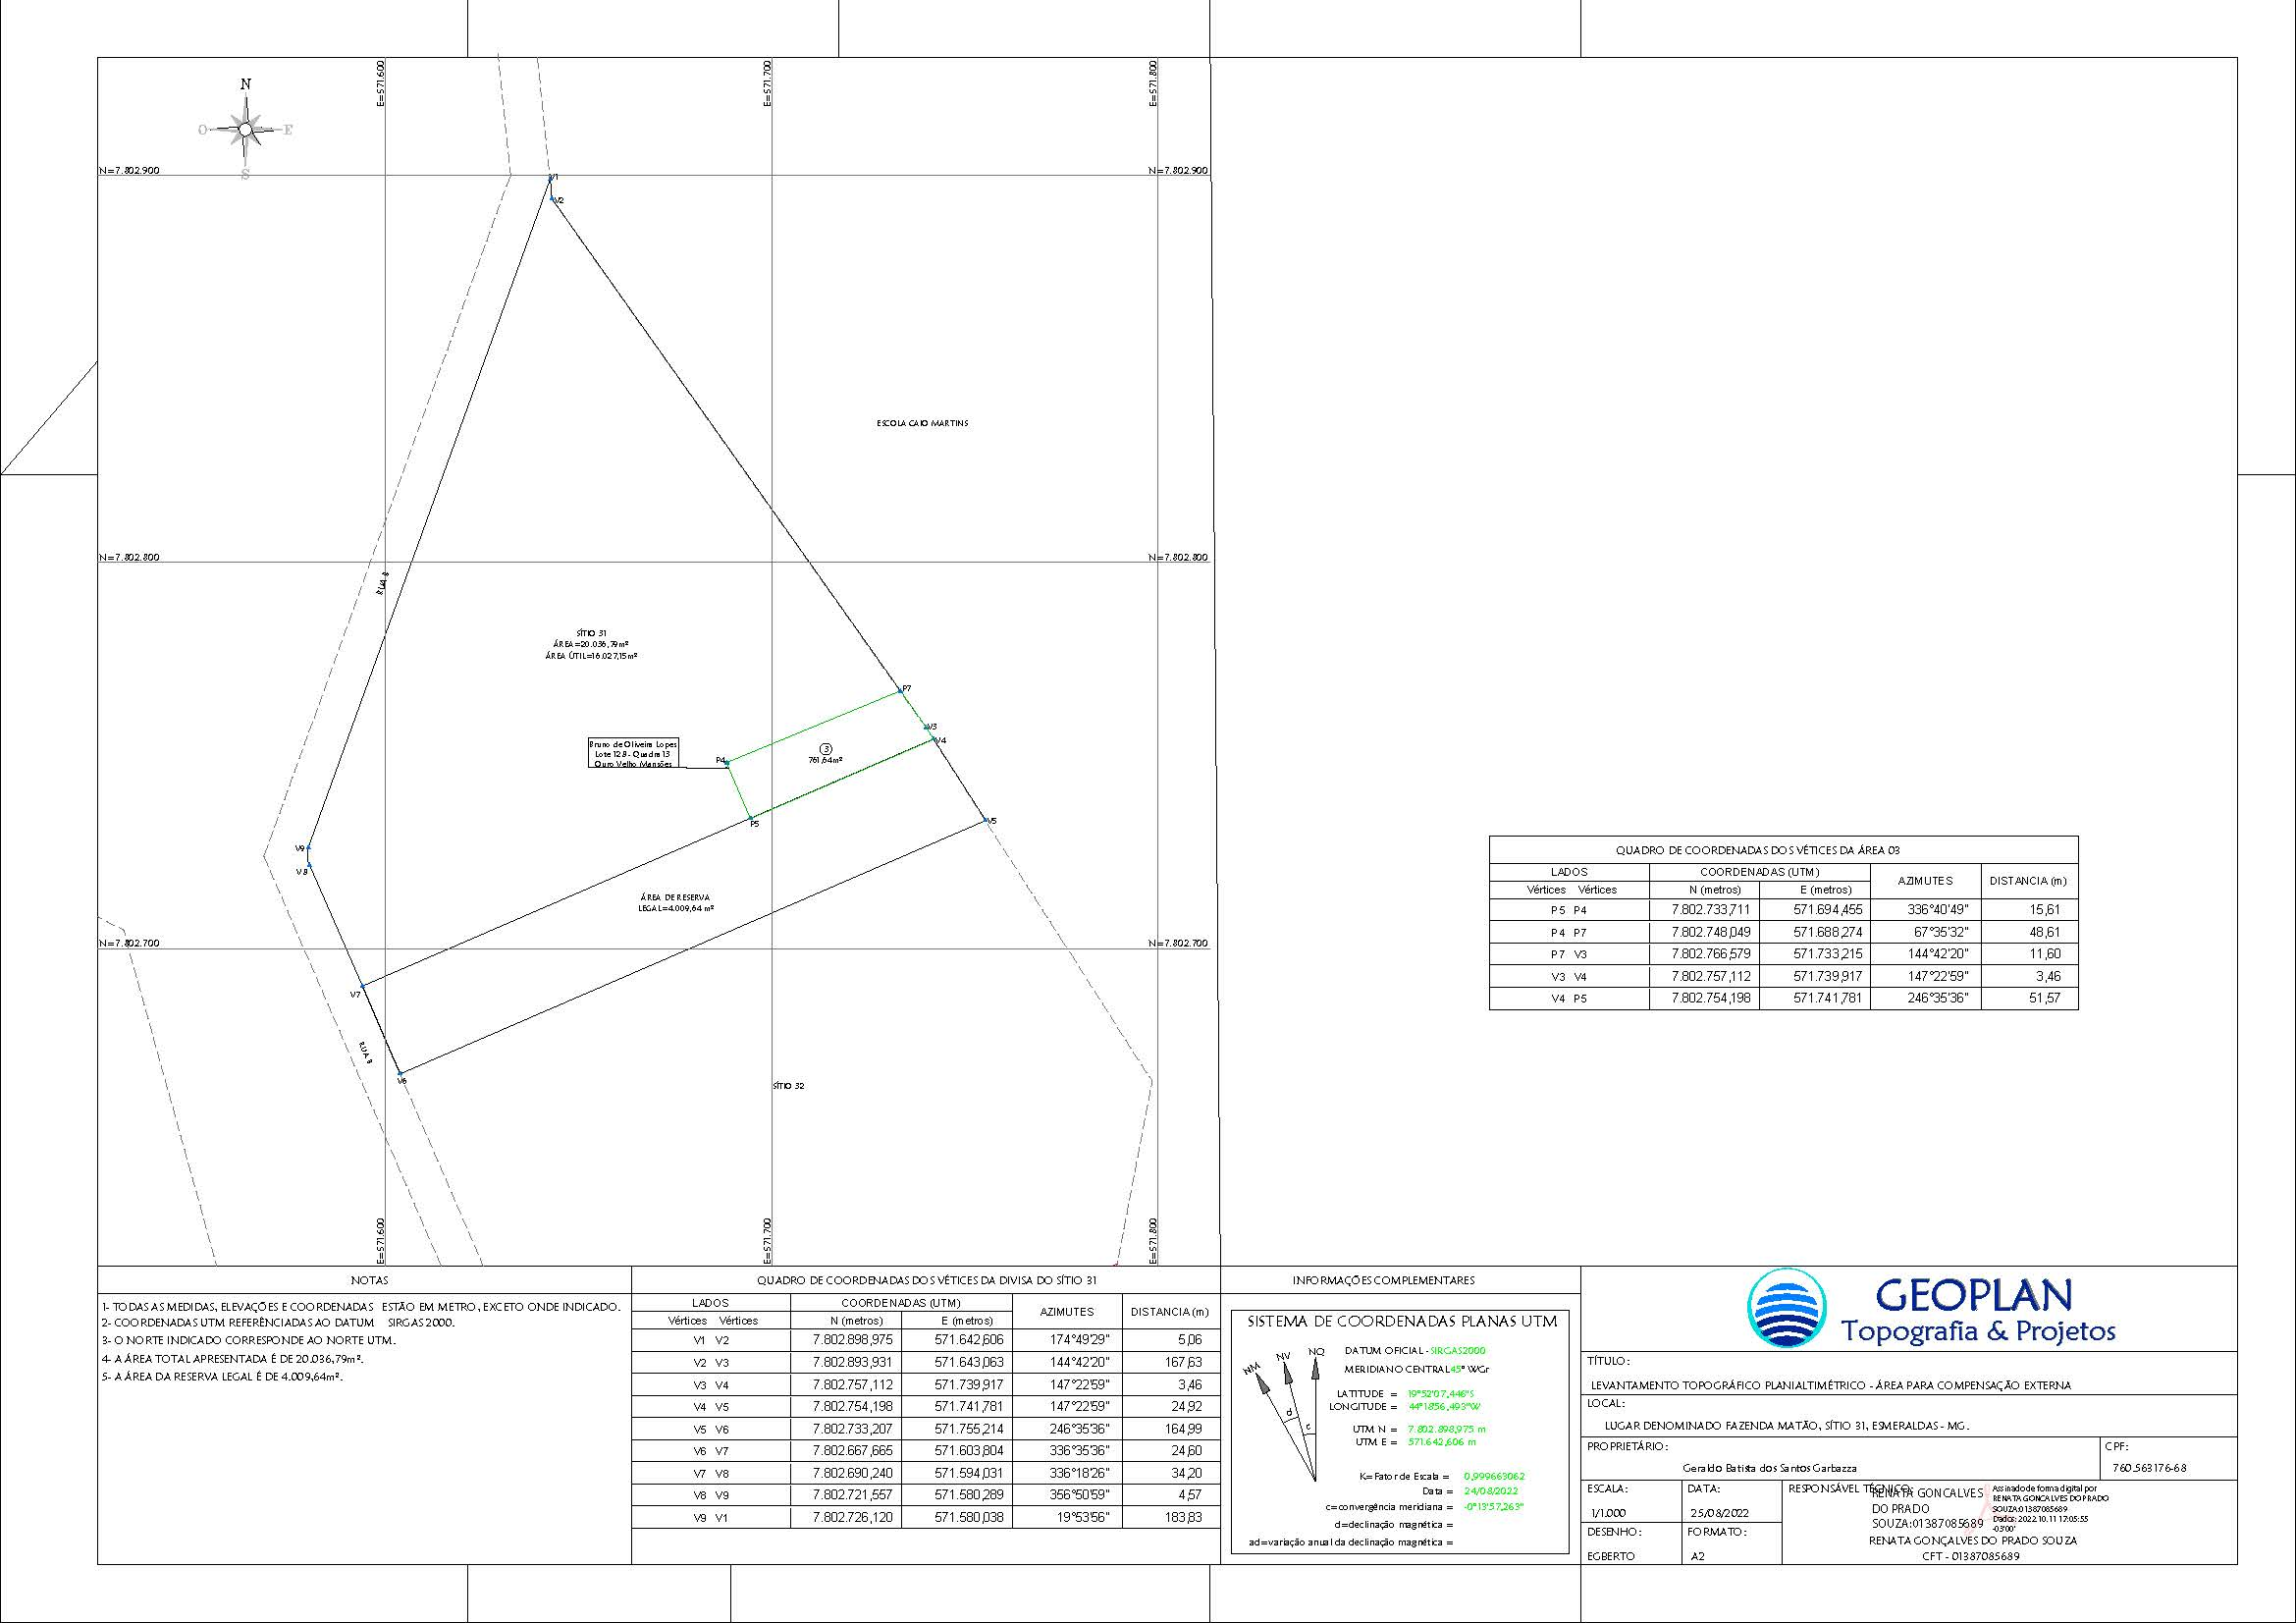 N
O
E
S
E=571.600
E=571.700
E=571.800
N=7.802.900
N=7.802.900
V1
V2
ESCOLA CAIO MARTINS
N=7.802.800
N=7.802.800
RUA 8
SÍTIO 31
ÁREA=20.036,79m²
ÁREA ÚTIL=16.027,15m²
P7
V3
V4
Bruno de Oliveira Lopes
Lote 12B - Quadra 13
Ouro Velho Mansões
P4
3
761,64m²
P5
V5
V9
V8
ÁREA DE RESERVA
LEGAL=4.009,64 m²
N=7.802.700
N=7.802.700
V7
RUA 8
V6
SÍTIO 32
E=571.600
E=571.700
E=571.800
QUADRO DE COORDENADAS DOS VÉTICES DA ÁREA 03
LADOS COORDENADAS (UTM) AZIMUTES DISTANCIA (m)
Vértices Vértices N (metros) E (metros)
P5 P4 7.802.733,711 571.694,455 336°40'49" 15,61
P4 P7 7.802.748,049 571.688,274 67°35'32" 48,61
P7 V3 7.802.766,579 571.733,215 144°42'20" 11,60
V3 V4 7.802.757,112 571.739,917 147°22'59" 3,46
V4 P5 7.802.754,198 571.741,781 246°35'36" 51,57
NOTAS
1- TODAS AS MEDIDAS, ELEVAÇÕES E COORDENADAS ESTÃO EM METRO, EXCETO ONDE INDICADO.
2- COORDENADAS UTM REFERÊNCIADAS AO DATUM SIRGAS 2000.
3- O NORTE INDICADO CORRESPONDE AO NORTE UTM.
4- A ÁREA TOTAL APRESENTADA É DE 20.036,79m².
5- A ÁREA DA RESERVA LEGAL É DE 4.009,64m².
QUADRO DE COORDENADAS DOS VÉTICES DA DIVISA DO SÍTIO 31
LADOS COORDENADAS (UTM) AZIMUTES DISTANCIA (m)
Vértices Vértices N (metros) E (metros)
V1 V2 7.802.898,975 571.642,606 174°49'29" 5,06
V2 V3 7.802.893,931 571.643,063 144°42'20" 167,63
V3 V4 7.802.757,112 571.739,917 147°22'59" 3,46
V4 V5 7.802.754,198 571.741,781 147°22'59" 24,92
V5 V6 7.802.733,207 571.755,214 246°35'36" 164,99
V6 V7 7.802.667,665 571.603,804 336°35'36" 24,60
V7 V8 7.802.690,240 571.594,031 336°18'26" 34,20
V8 V9 7.802.721,557 571.580,289 356°50'59" 4,57
V9 V1 7.802.726,120 571.580,038 19°53'56" 183,83
INFORMAÇÕES COMPLEMENTARES
SISTEMA DE COORDENADAS PLANAS UTM
NM NV NQ
d c
DATUM OFICIAL - SIRGAS2000
MERIDIANO CENTRAL 45° WGr
LATITUDE = 19°52'07,446"S
LONGITUDE = 44°18'56,493"W
UTM N = 7.802.898,975 m
UTM E = 571.642,606 m
K= Fator de Escala = 0,999663062
Data = 24/08/2022
c= convergência meridiana = -0°13'57,263"
d=declinação magnética =
ad=variação anual da declinação magnética =
GEOPLAN
Topografia & Projetos
TÍTULO:
LEVANTAMENTO TOPOGRÁFICO PLANIALTIMÉTRICO - ÁREA PARA COMPENSAÇÃO EXTERNA
LOCAL:
LUGAR DENOMINADO FAZENDA MATÃO, SÍTIO 31, ESMERALDAS - MG.
PROPRIETÁRIO:
Geraldo Batista dos Santos Garbazza
CPF:
760.563176-68
ESCALA:
1/1.000
DATA:
25/08/2022
DESENHO:
EGBERTO
FORMATO:
A2
RESPONSÁVEL TÉCNICO:
RENATA GONCALVES
DO PRADO
SOUZA:01387085689
Assinado de forma digital por
RENATA GONCALVES DO PRADO
SOUZA:01387085689
Dados: 2022.10.11 17:05:55
-03'00'
RENATA GONÇALVES DO PRADO SOUZA
CFT - 01387085689